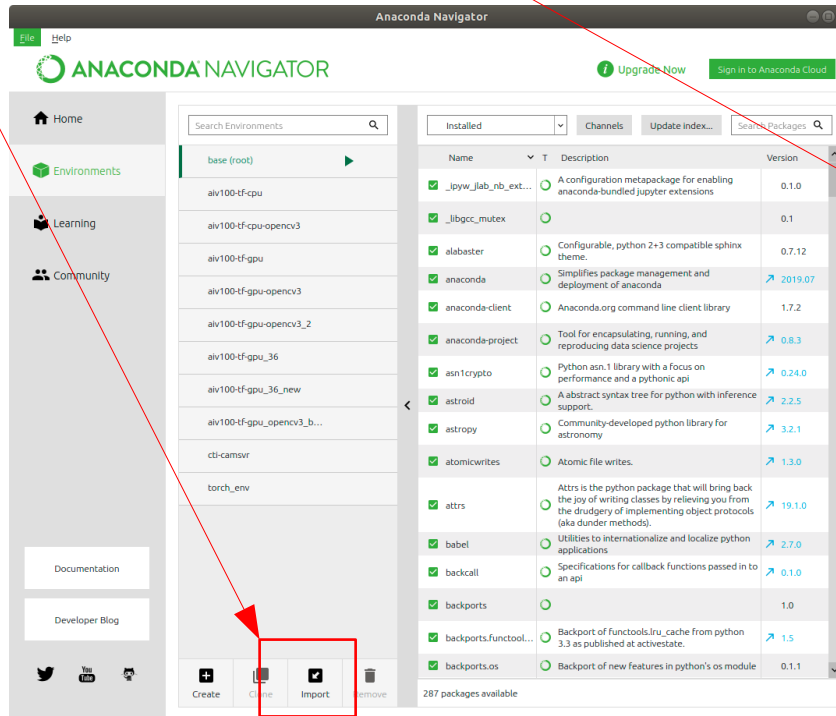 Anaconda Navigator
File Help
ANACONDA NAVIGATOR
Upgrade Now
Sign in to Anaconda Cloud
Home
Environments
Learning
Community
Documentation
Developer Blog
You Tube
Search Environments
base (root)
aiv100-tf-cpu
aiv100-tf-cpu-opencv3
aiv100-tf-gpu
aiv100-tf-gpu-opencv3
aiv100-tf-gpu-opencv3_2
aiv100-tf-gpu_36
aiv100-tf-gpu_36_new
aiv100-tf-gpu_opencv3_b...
cti-camsvr
torch_env
Create Clone Import Remove
Installed Channels Update index... Search Packages
Name T Description Version
_ipyw_jlab_nb_ext... A configuration metapackage for enabling
anaconda-bundled jupyter extensions 0.1.0
_libgcc_mutex 0.1
alabaster Configurable, python 2+3 compatible sphinx
theme. 0.7.12
anaconda Simplifies package management and
deployment of anaconda 2019.07
anaconda-client Anaconda.org command line client library 1.7.2
anaconda-project Tool for encapsulating, running, and
reproducing data science projects 0.8.3
asn1crypto Python asn.1 library with a focus on
performance and a pythonic api 0.24.0
astroid A abstract syntax tree for python with inference
support. 2.2.5
astropy Community-developed python library for
astronomy 3.2.1
atomicwrites Atomic file writes. 1.3.0
attrs Attrs is the python package that will bring back
the joy of writing classes by relieving you from
the drudgery of implementing object protocols
(aka dunder methods). 19.1.0
babel Utilities to internationalize and localize python
applications 2.7.0
backcall Specifications for callback functions passed in to
an api 0.1.0
backports 1.0
backports.functool... Backport of functools.lru_cache from python
3.3 as published at activestate. 1.5
backports.os Backport of new features in python's os module 0.1.1
287 packages available